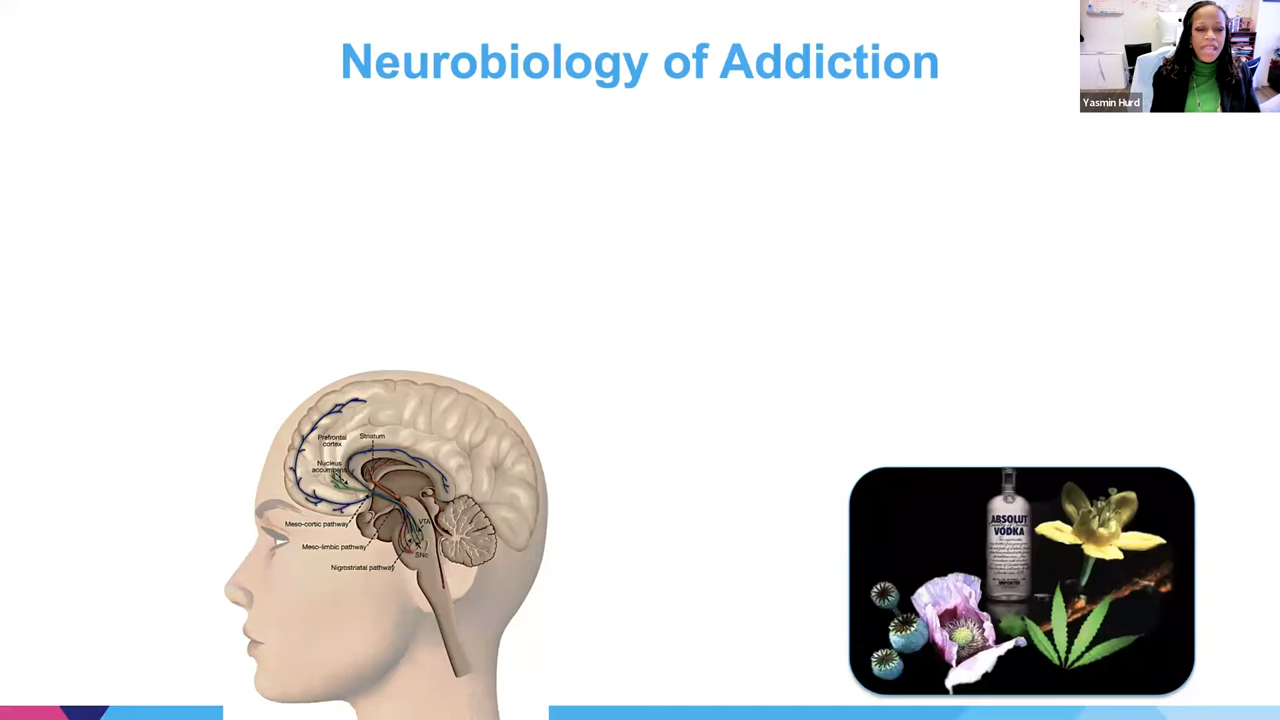 Neurobiology of Addiction
Yasmin Hurd
Prefrontal
cortex
Striatum
Nucleus
accumbens
Meso-cortic pathway
VTA
Meso-limbic pathway
SNc
Nigrostriatal pathway
ABSOLUT
VODKA
IMPORTED